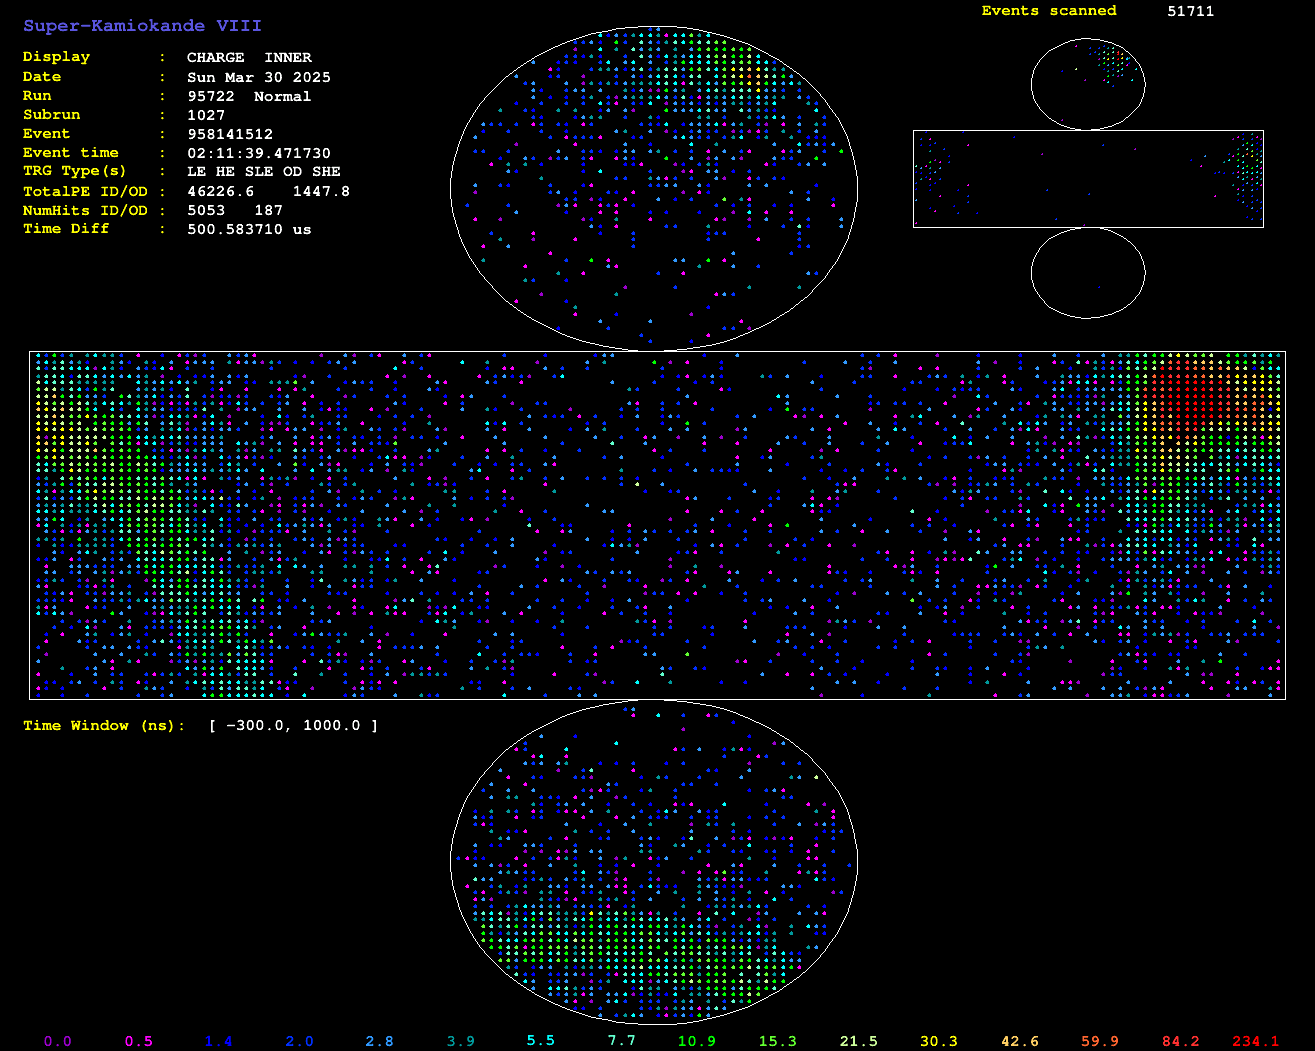 Super-Kamiokande VIII
Events scanned 51711
Display : CHARGE INNER
Date : Sun Mar 30 2025
Run : 95722 Normal
Subrun : 1027
Event : 958141512
Event time : 02:11:39.471730
TRG Type(s) : LE HE SLE OD SHE
TotalPE ID/OD : 46226.6 1447.8
NumHits ID/OD : 5053 187
Time Diff : 500.583710 us
Time Window (ns): [ -300.0, 1000.0 ]
0.0 0.5 1.4 2.0 2.8 3.9 5.5 7.7 10.9 15.3 21.5 30.3 42.6 59.9 84.2 234.1